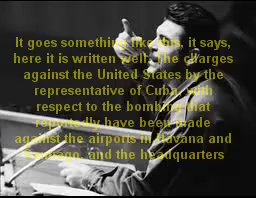 It goes something like this, it says,
here it is written well: The charges
against the United States by the
representative of Cuba, with
respect to the bombing that
reportedly have been made
against the airports in Havana and
and the headquarters